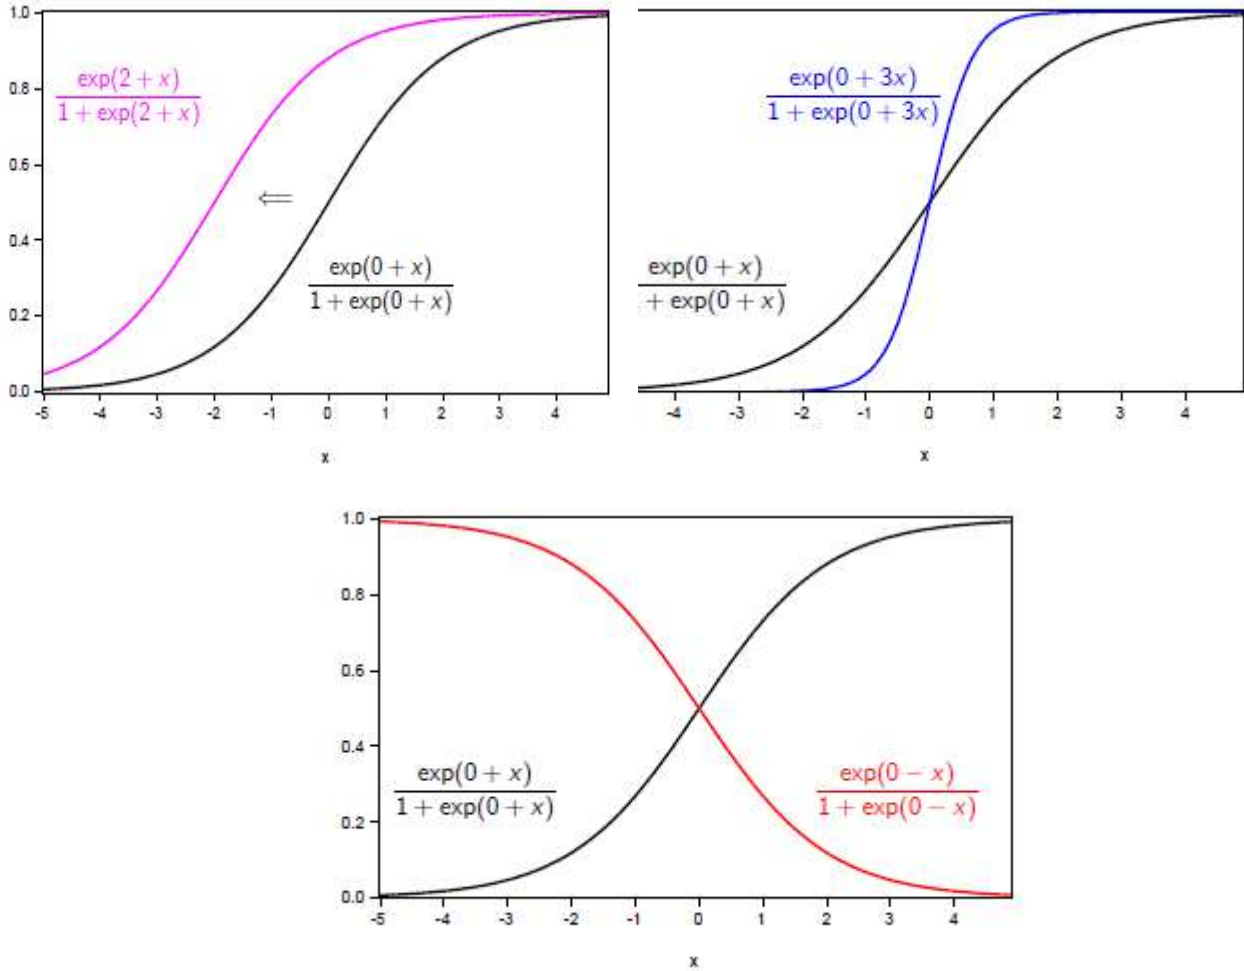 1.0
0.8
0.6
0.4
0.2
0.0
exp(2 + x)
1 + exp(2 + x)
⇐
exp(0 + x)
1 + exp(0 + x)
-5 -4 -3 -2 -1 0 1 2 3 4
x
exp(0 + 3x)
1 + exp(0 + 3x)
exp(0 + x)
+ exp(0 + x)
-4 -3 -2 -1 0 1 2 3 4
x
1.0
0.8
0.6
0.4
0.2
0.0
exp(0 + x)
1 + exp(0 + x)
exp(0 − x)
1 + exp(0 − x)
-5 -4 -3 -2 -1 0 1 2 3 4
x